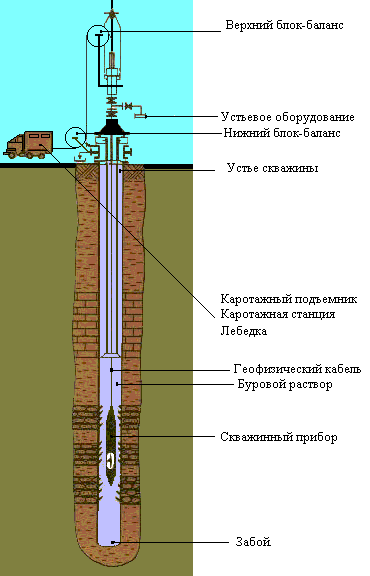 Верхний блок-баланс
Устьевое оборудование
Нижний блок-баланс
Устье скважины
Каротажный подъемник
Каротажная станция
Лебедка
Геофизический кабель
Буровой раствор
Скважинный прибор
Забой